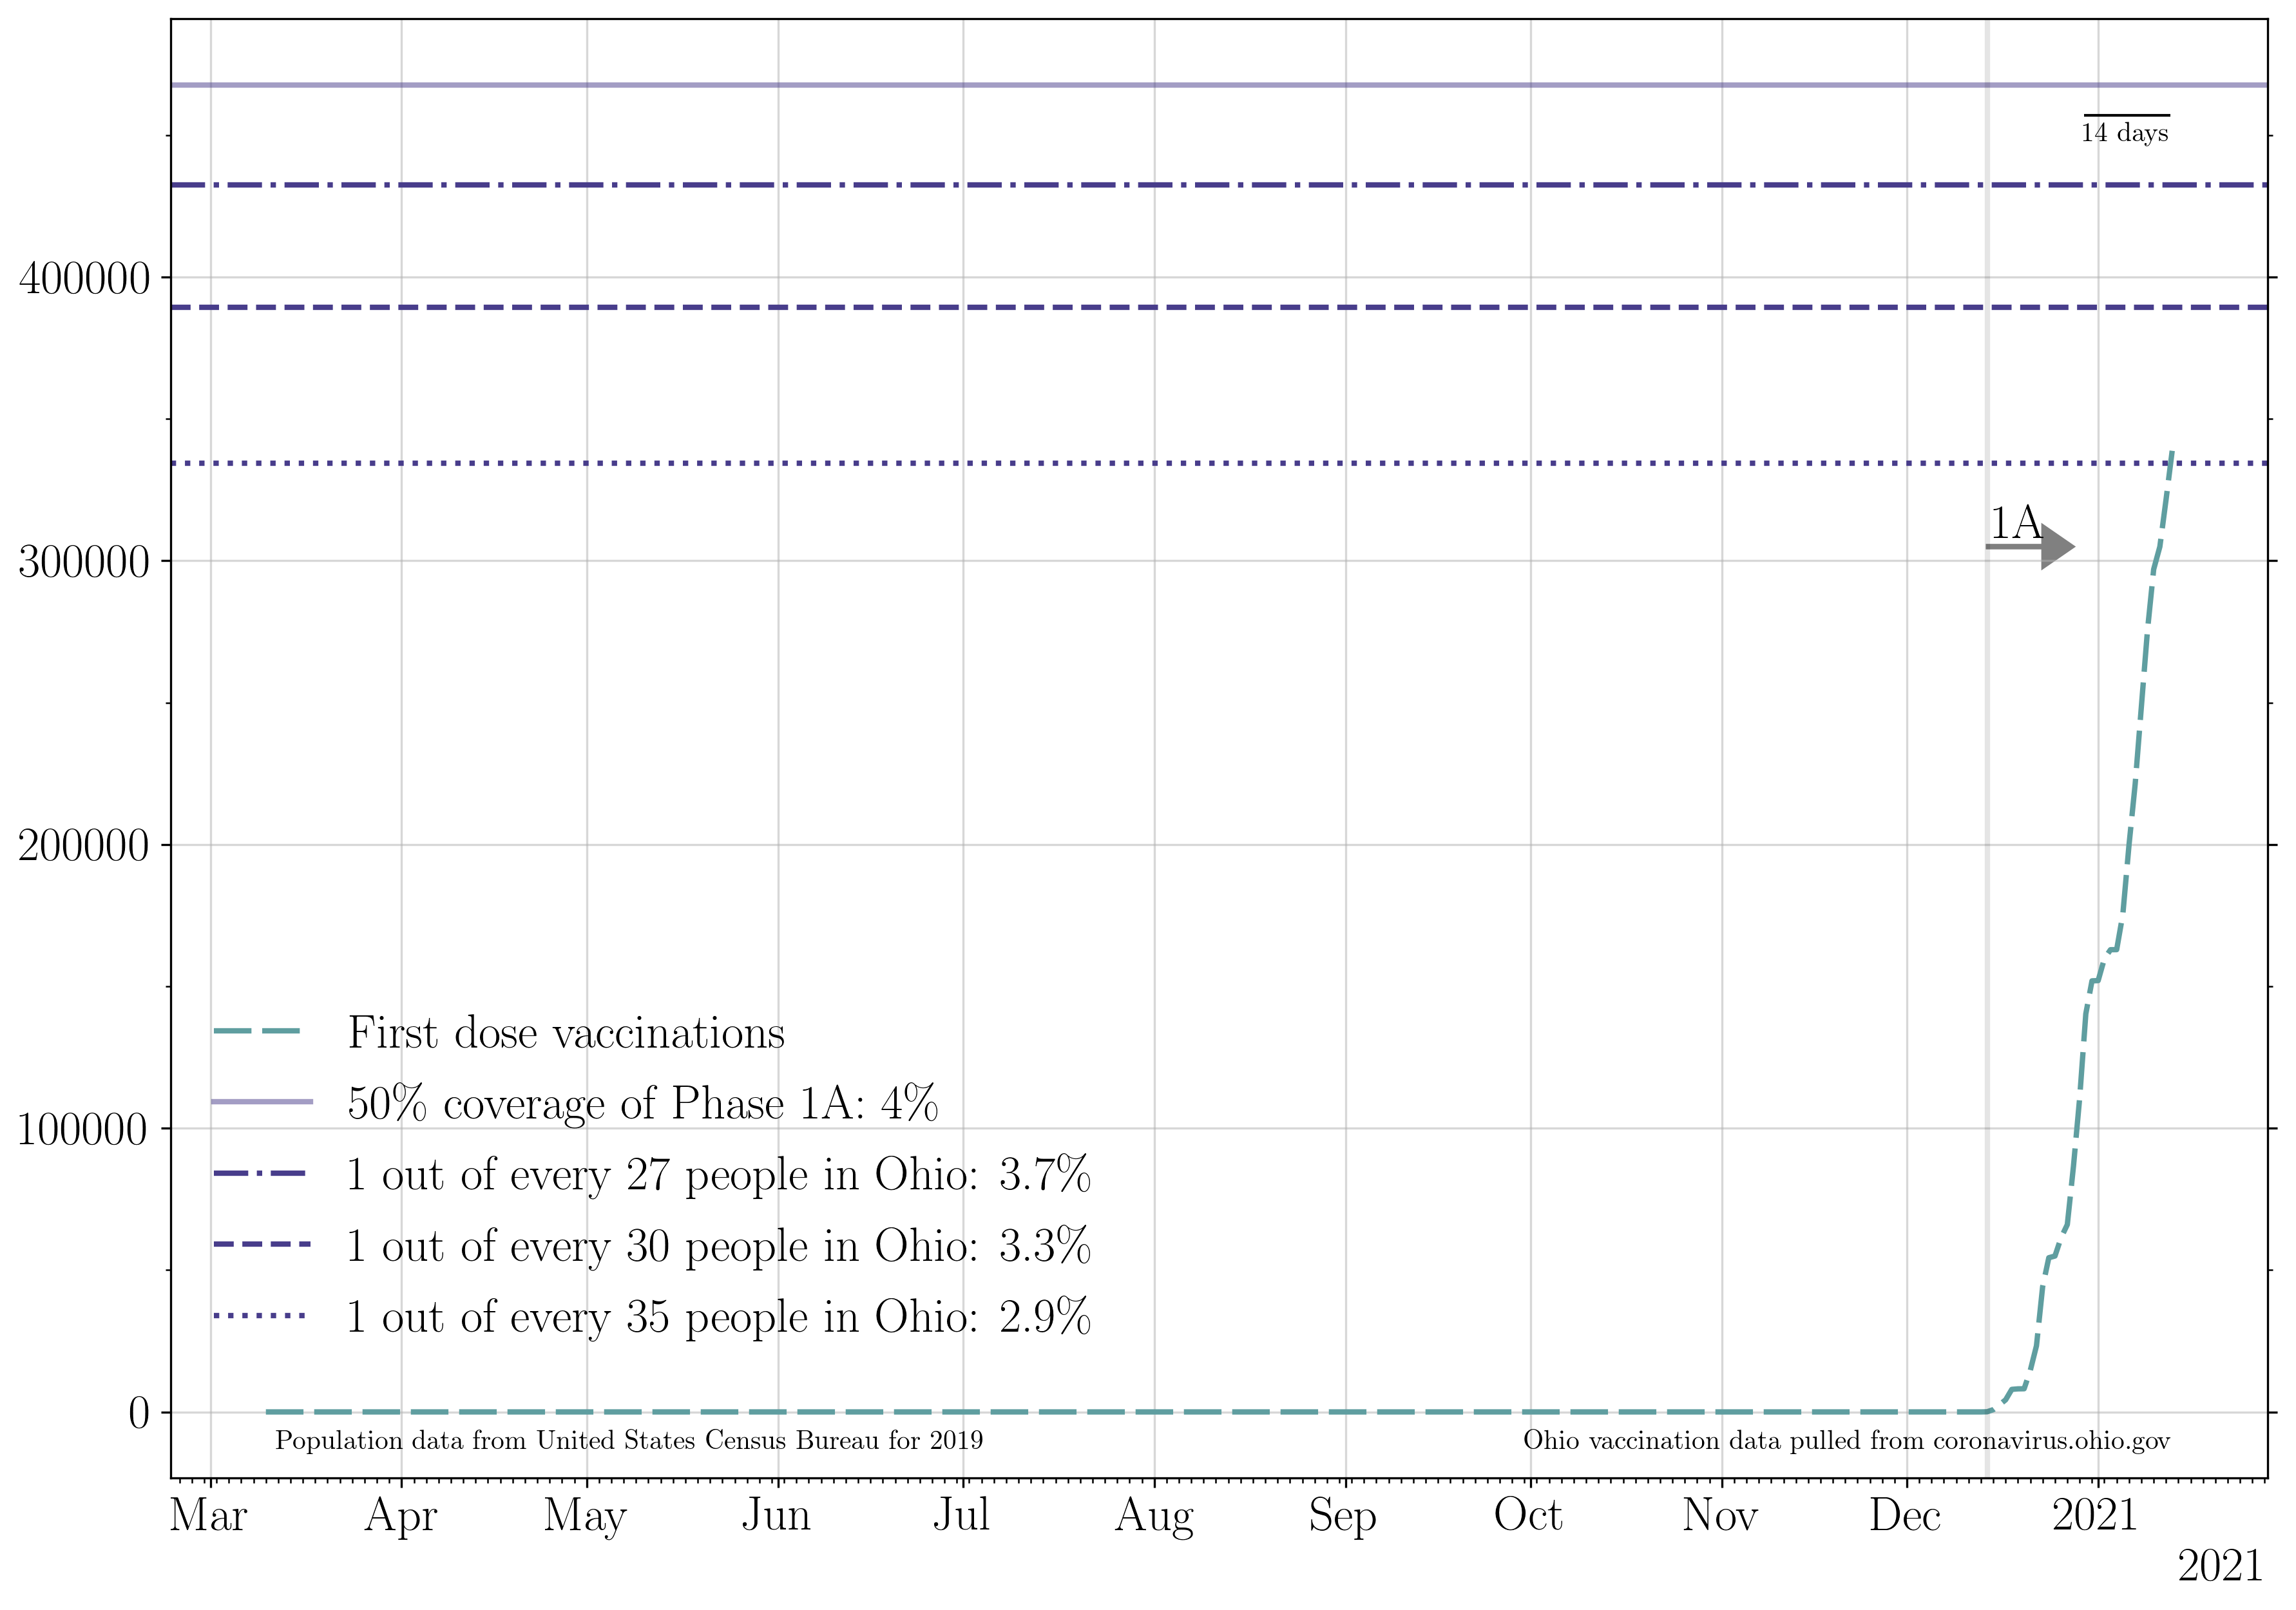 14 days
400000
300000
200000
100000
0
1A
First dose vaccinations
50% coverage of Phase 1A: 4%
1 out of every 27 people in Ohio: 3.7%
1 out of every 30 people in Ohio: 3.3%
1 out of every 35 people in Ohio: 2.9%
Population data from United States Census Bureau for 2019
Ohio vaccination data pulled from coronavirus.ohio.gov
Mar Apr May Jun Jul Aug Sep Oct Nov Dec 2021
2021